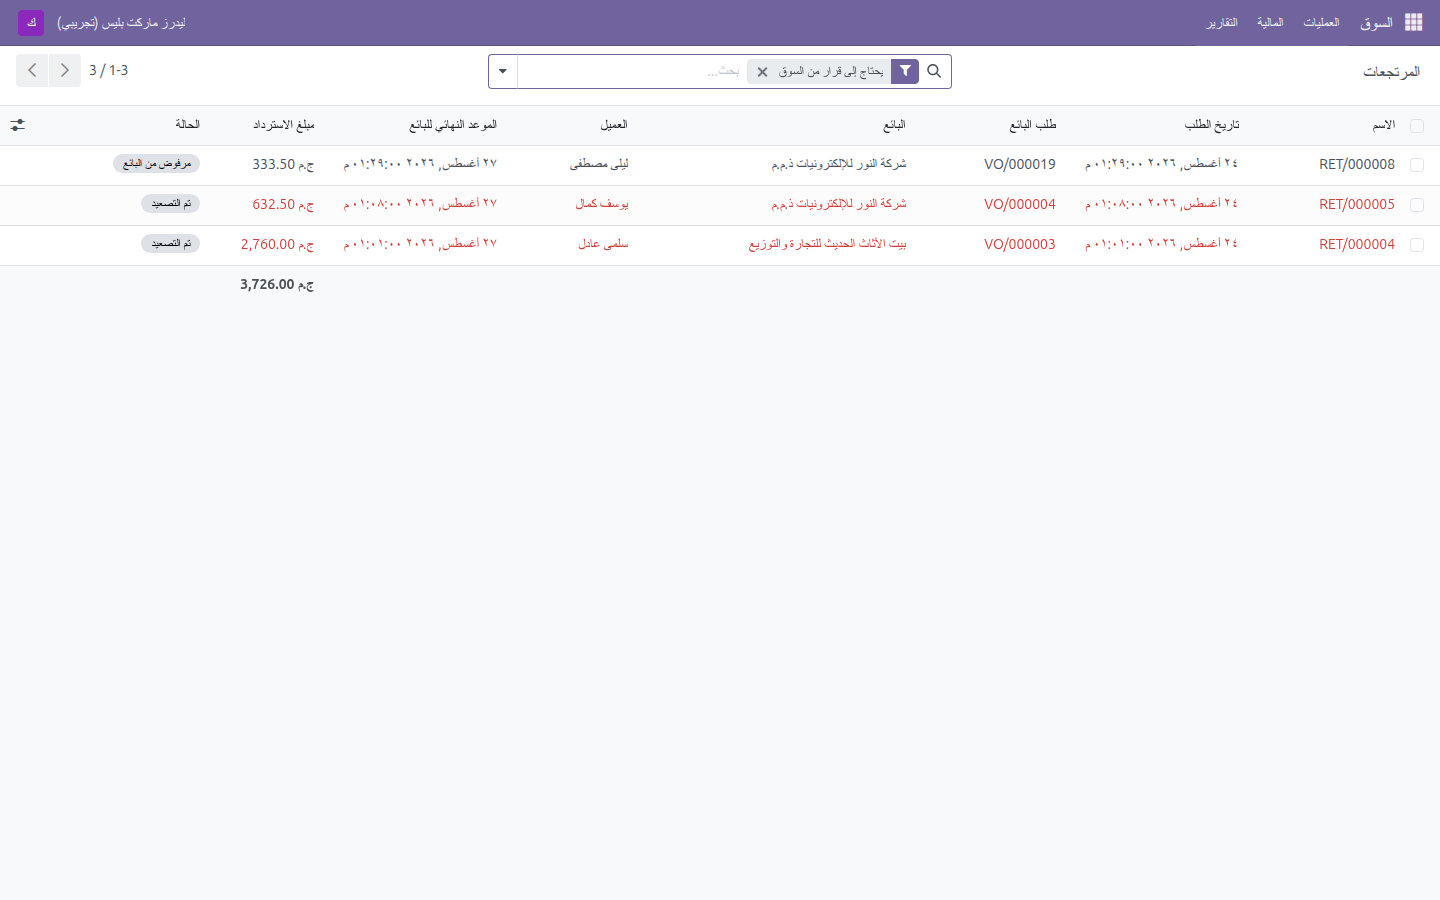 السوق العمليات المالية التقارير ليدرز ماركت بليس (تجريبي) ك
المرتجعات يحتاج إلى قرار من السوق بحث... 1-3 / 3
الاسم تاريخ الطلب طلب البائع البائع العميل الموعد النهائي للبائع مبلغ الاسترداد الحالة
RET/000008 ٢٤ أغسطس, ٢٠٢٦ ٠١:٢٩:٠٠ م VO/000019 شركة النور للإلكترونيات ذ.م.م ليلى مصطفى ٢٧ أغسطس, ٢٠٢٦ ٠١:٢٩:٠٠ م 333.50 ج.م مرفوض من البائع
RET/000005 ٢٤ أغسطس, ٢٠٢٦ ٠١:٠٨:٠٠ م VO/000004 شركة النور للإلكترونيات ذ.م.م يوسف كمال ٢٧ أغسطس, ٢٠٢٦ ٠١:٠٨:٠٠ م 632.50 ج.م تم التصعيد
RET/000004 ٢٤ أغسطس, ٢٠٢٦ ٠١:٠١:٠٠ م VO/000003 بيت الأثاث الحديث للتجارة والتوزيع سلمى عادل ٢٧ أغسطس, ٢٠٢٦ ٠١:٠١:٠٠ م 2,760.00 ج.م تم التصعيد
3,726.00 ج.م